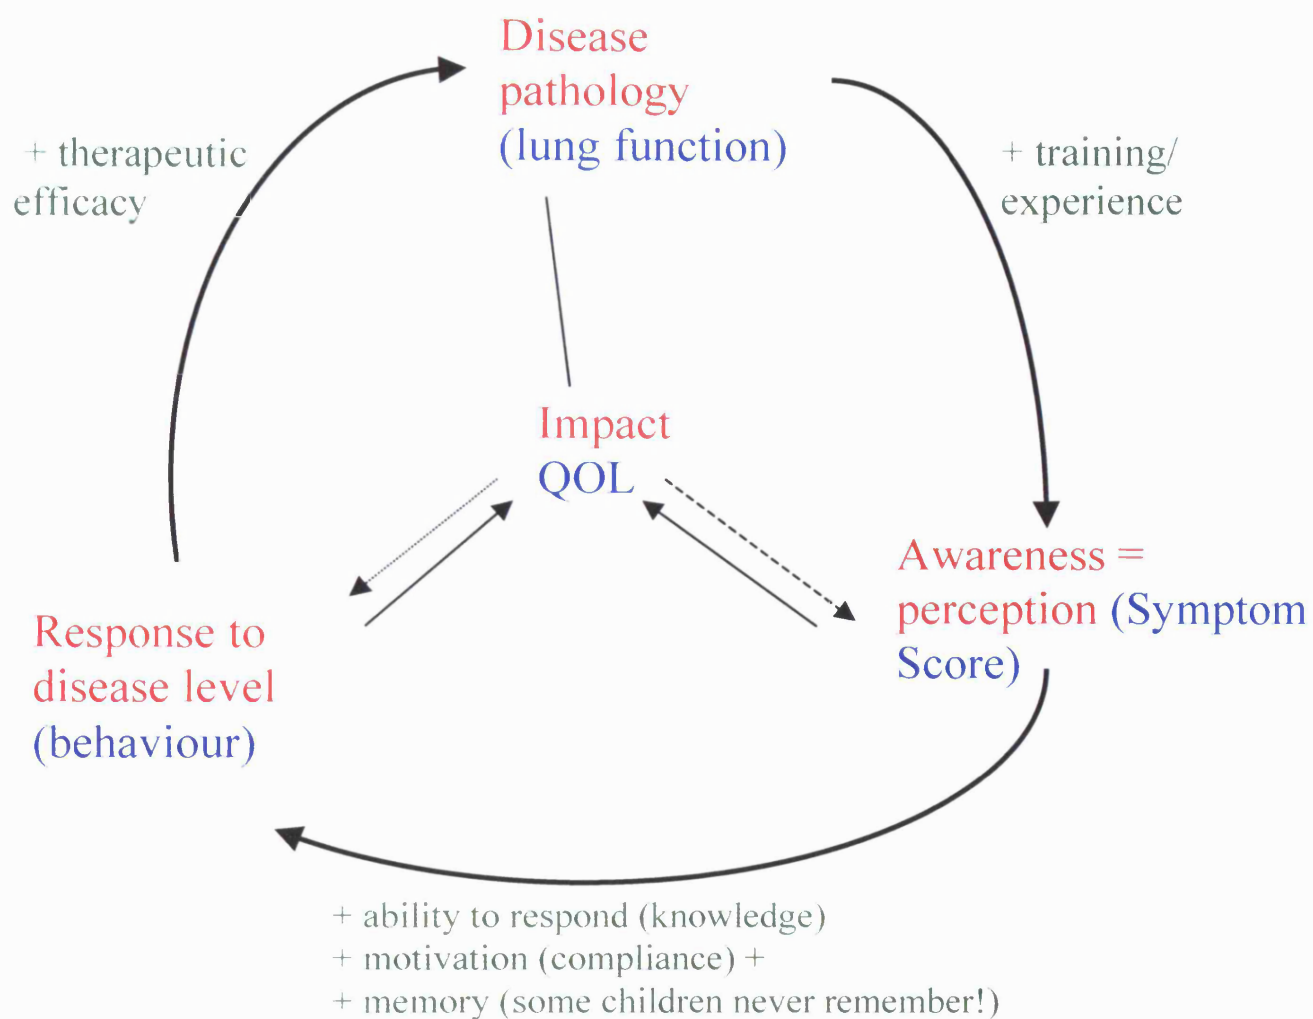 Disease
pathology
(lung function)
+ therapeutic
efficacy
+ training/
experience
Impact
QOL
Awareness =
perception (Symptom
Score)
Response to
disease level
(behaviour)
+ ability to respond (knowledge)
+ motivation (compliance) +
+ memory (some children never remember!)